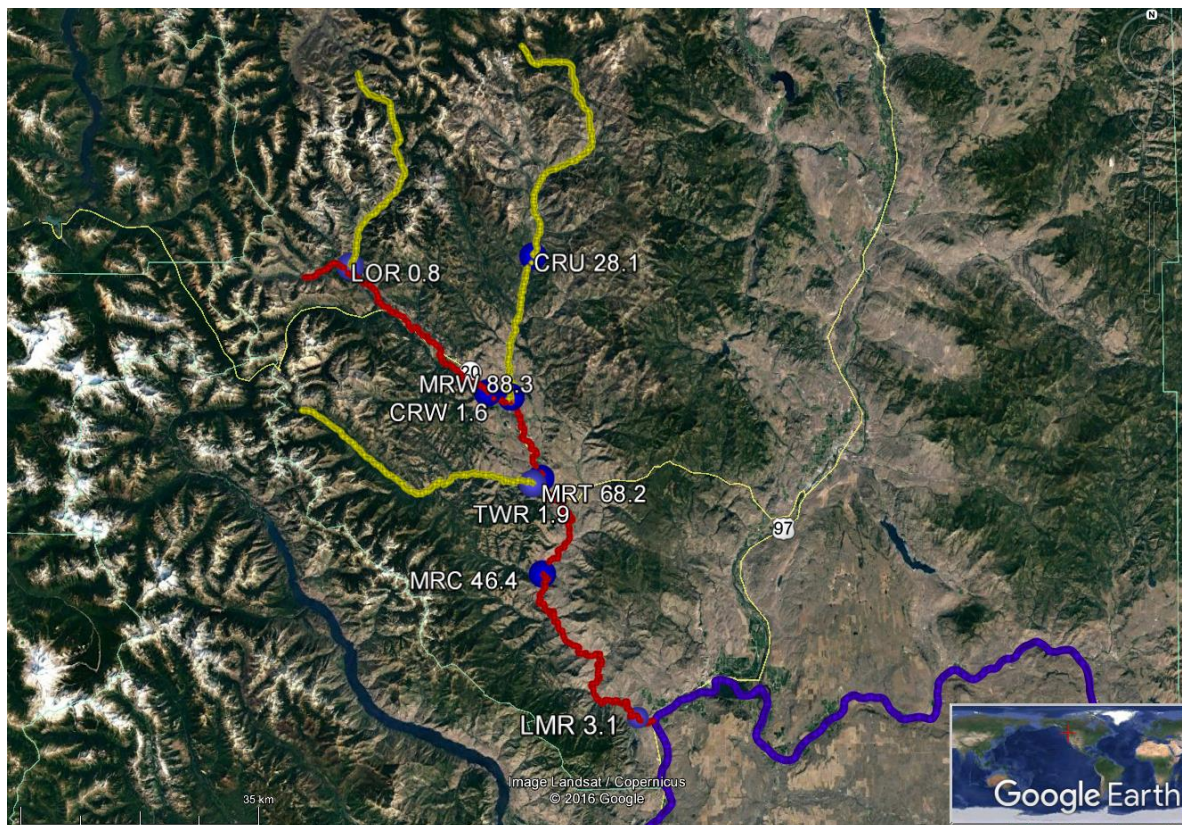 N
LOR 0.8
CRU 28.1
20
MRW 88.3
CRW 1.6
MRT 68.2
TWR 1.9
97
MRC 46.4
LMR 3.1
Image Landsat / Copernicus
© 2016 Google
35 km
Google Earth